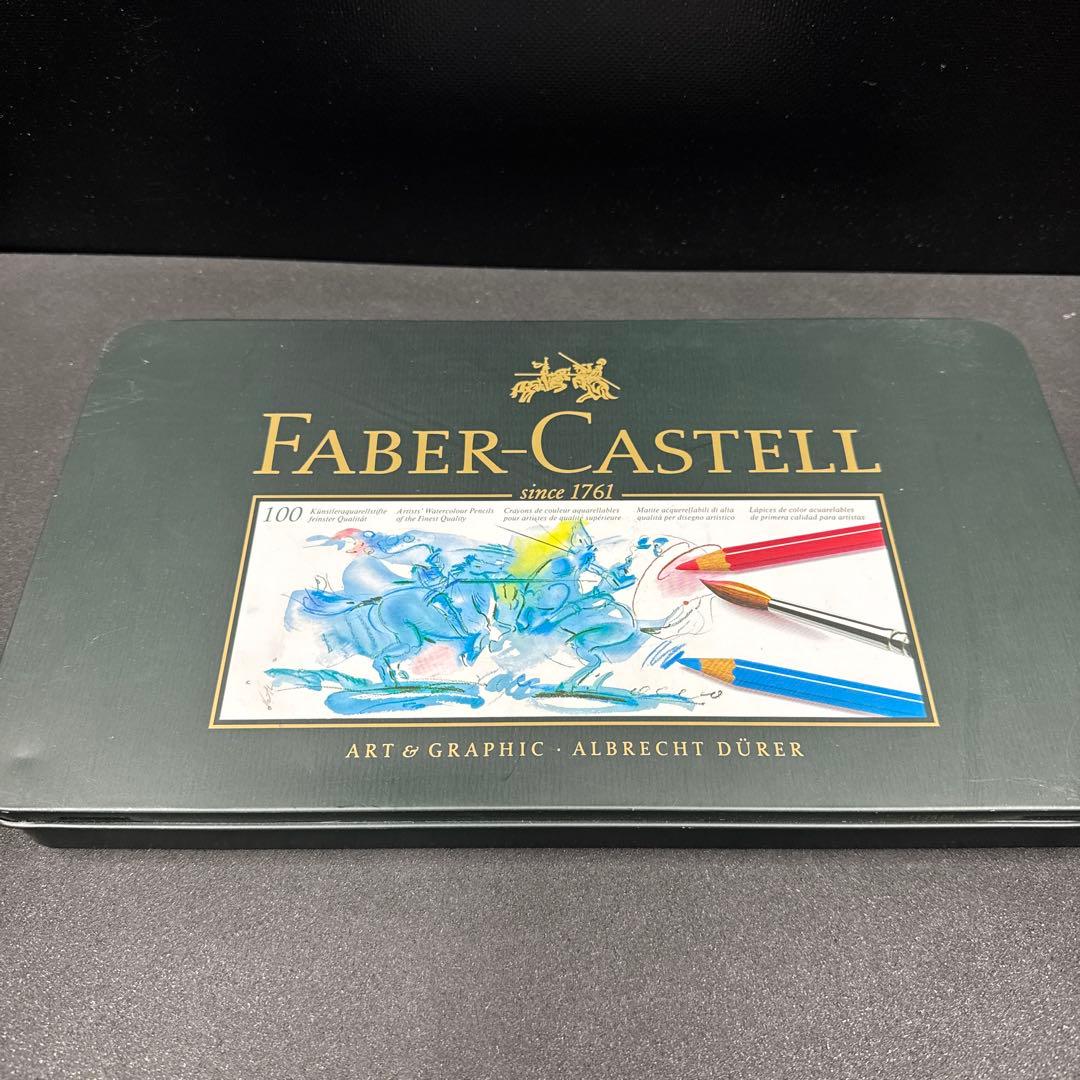 FABER-CASTELL
since 1761
100 Künstleraquarellstifte feinster Qualität
Artists' Watercolour Pencils of the Finest Quality
Crayons de couleur aquarellables pour artistes de qualité supérieure
Matite acquerellabili di alta qualità per disegno artistico
Lápices de color acuarelables de primera calidad para artistas
ART & GRAPHIC · ALBRECHT DÜRER